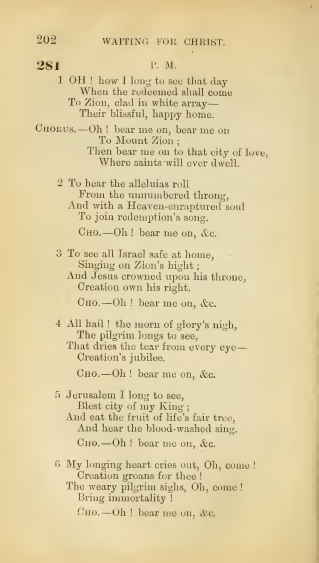 202 WAITING FOR CHRIST.
281 P. M.
1 OH ! how I long to see that day
When the redeemed shall come
To Zion, clad in white array—
Their blissful, happy home.
CHORUS.—Oh ! bear me on, bear me on
To Mount Zion ;
Then bear me on to that city of love,
Where saints will ever dwell.
2 To hear the alleluias roll
From the unnumbered throng,
And with a Heaven-enraptured soul
To join redemption's song.
CHO.—Oh ! bear me on, &c.
3 To see all Israel safe at home,
Singing on Zion's hight ;
And Jesus crowned upon his throne,
Creation own his right.
CHO.—Oh ! bear me on, &c.
4 All hail ! the morn of glory's nigh,
The pilgrim longs to see,
That dries the tear from every eye—
Creation's jubilee.
CHO.—Oh ! bear me on, &c.
5 Jerusalem I long to see,
Blest city of my King ;
And eat the fruit of life's fair tree,
And hear the blood-washed sing.
CHO.—Oh ! bear me on, &c.
6 My longing heart cries out, Oh, come !
Creation groans for thee !
The weary pilgrim sighs, Oh, come !
Bring immortality !
CHO.—Oh ! bear me on, &c.